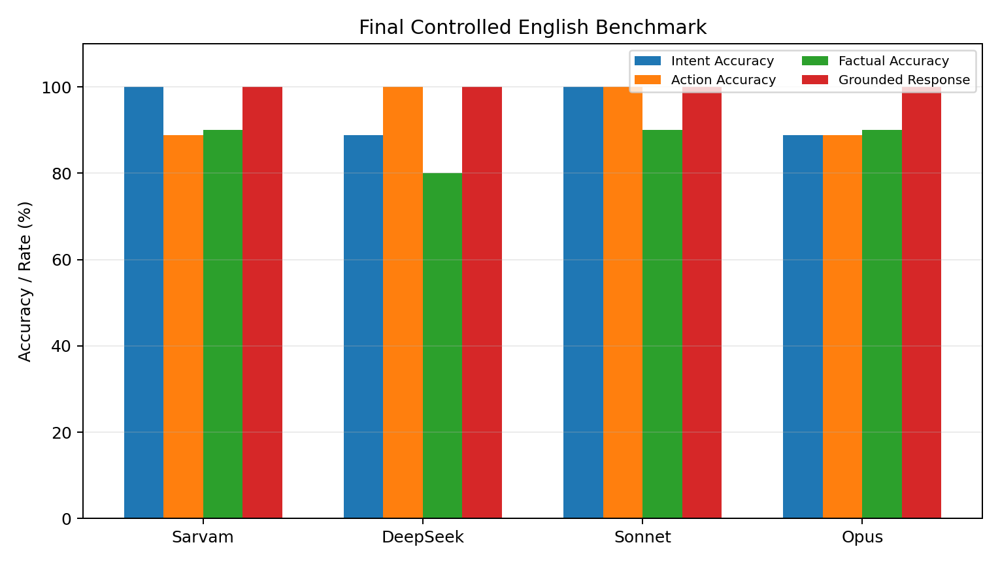 Final Controlled English Benchmark
Intent Accuracy
Action Accuracy
Factual Accuracy
Grounded Response
Accuracy / Rate (%)
100
80
60
40
20
0
Sarvam
DeepSeek
Sonnet
Opus